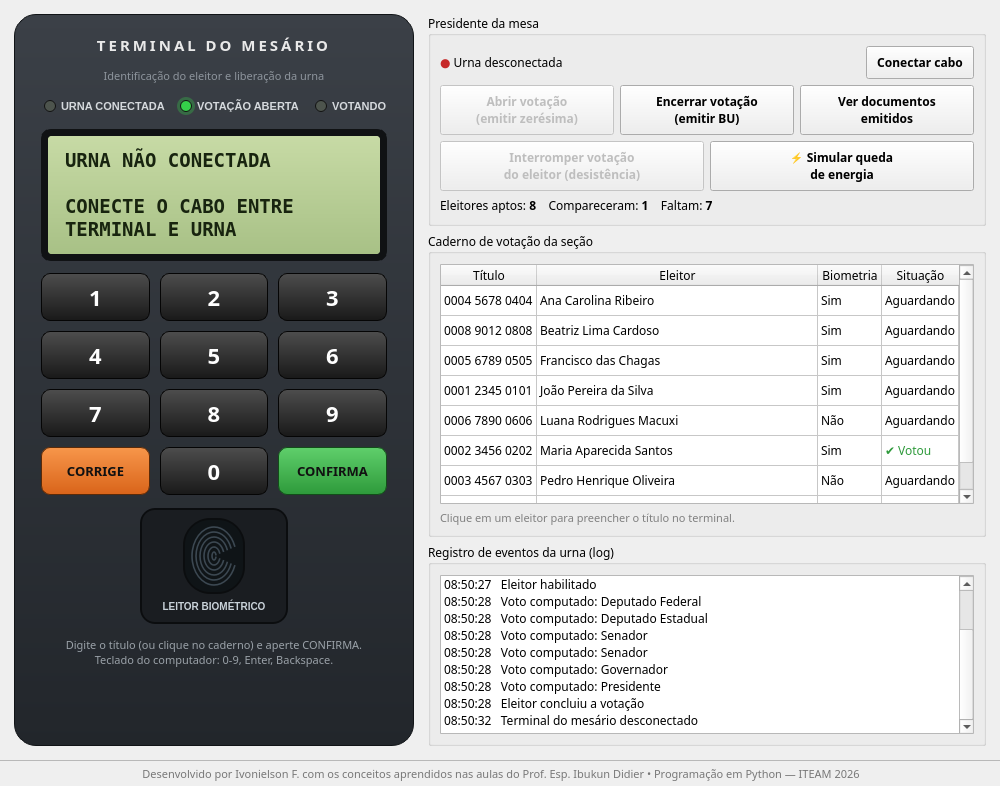 TERMINAL DO MESÁRIO
Identificação do eleitor e liberação da urna
URNA CONECTADA VOTAÇÃO ABERTA VOTANDO
URNA NÃO CONECTADA
CONECTE O CABO ENTRE
TERMINAL E URNA
1 2 3
4 5 6
7 8 9
CORRIGE 0 CONFIRMA
LEITOR BIOMÉTRICO
Digite o título (ou clique no caderno) e aperte CONFIRMA.
Teclado do computador: 0-9, Enter, Backspace.
Presidente da mesa
Urna desconectada
Conectar cabo
Abrir votação
(emitir zerésima)
Encerrar votação
(emitir BU)
Ver documentos
emitidos
Interromper votação
do eleitor (desistência)
⚡ Simular queda
de energia
Eleitores aptos: 8 Compareceram: 1 Faltam: 7
Caderno de votação da seção
Título Eleitor Biometria Situação
0004 5678 0404 Ana Carolina Ribeiro Sim Aguardando
0008 9012 0808 Beatriz Lima Cardoso Sim Aguardando
0005 6789 0505 Francisco das Chagas Sim Aguardando
0001 2345 0101 João Pereira da Silva Sim Aguardando
0006 7890 0606 Luana Rodrigues Macuxi Não Aguardando
0002 3456 0202 Maria Aparecida Santos Sim ✔ Votou
0003 4567 0303 Pedro Henrique Oliveira Não Aguardando
Clique em um eleitor para preencher o título no terminal.
Registro de eventos da urna (log)
08:50:27 Eleitor habilitado
08:50:28 Voto computado: Deputado Federal
08:50:28 Voto computado: Deputado Estadual
08:50:28 Voto computado: Senador
08:50:28 Voto computado: Senador
08:50:28 Voto computado: Governador
08:50:28 Voto computado: Presidente
08:50:28 Eleitor concluiu a votação
08:50:32 Terminal do mesário desconectado
Desenvolvido por Ivonielson F. com os conceitos aprendidos nas aulas do Prof. Esp. Ibukun Didier • Programação em Python — ITEAM 2026